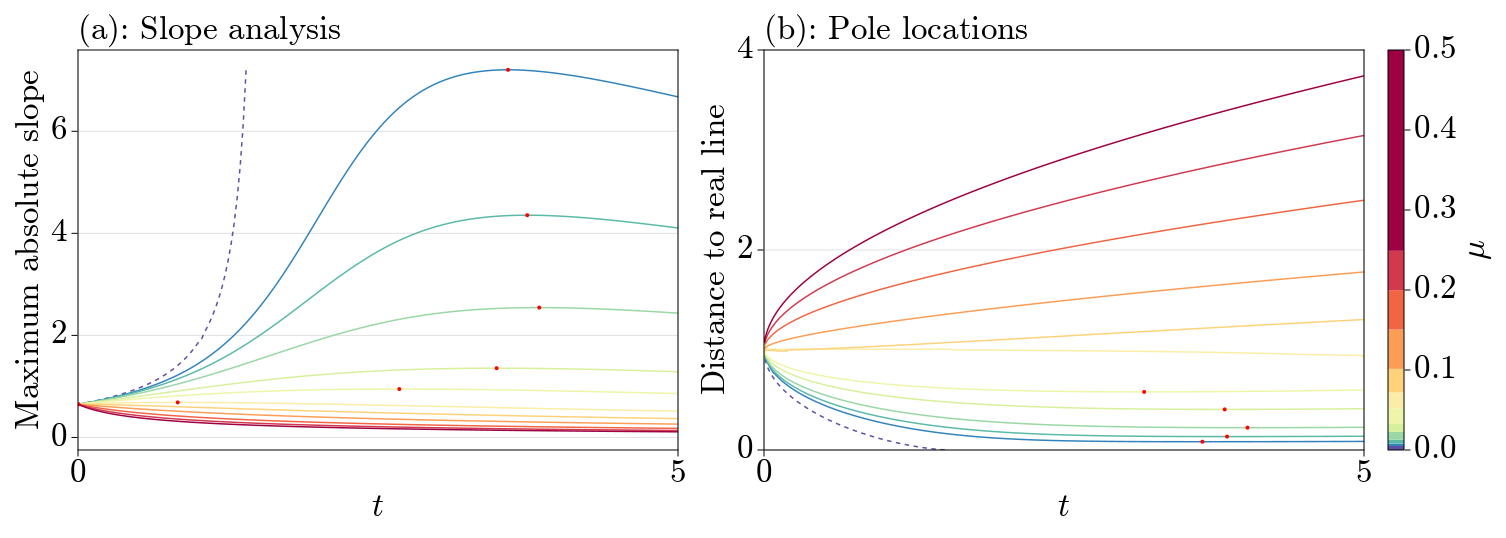 (a): Slope analysis
Maximum absolute slope
6
4
2
0
0
5
t
(b): Pole locations
Distance to real line
4
2
0
0
5
t
0.5
0.4
0.3
0.2
0.1
0.0
μ